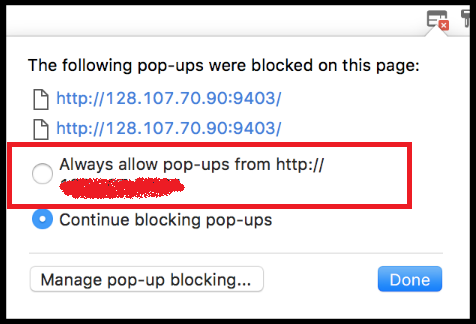 The following pop-ups were blocked on this page:
http://128.107.70.90:9403/
http://128.107.70.90:9403/
Always allow pop-ups from http://
Continue blocking pop-ups
Manage pop-up blocking...
Done